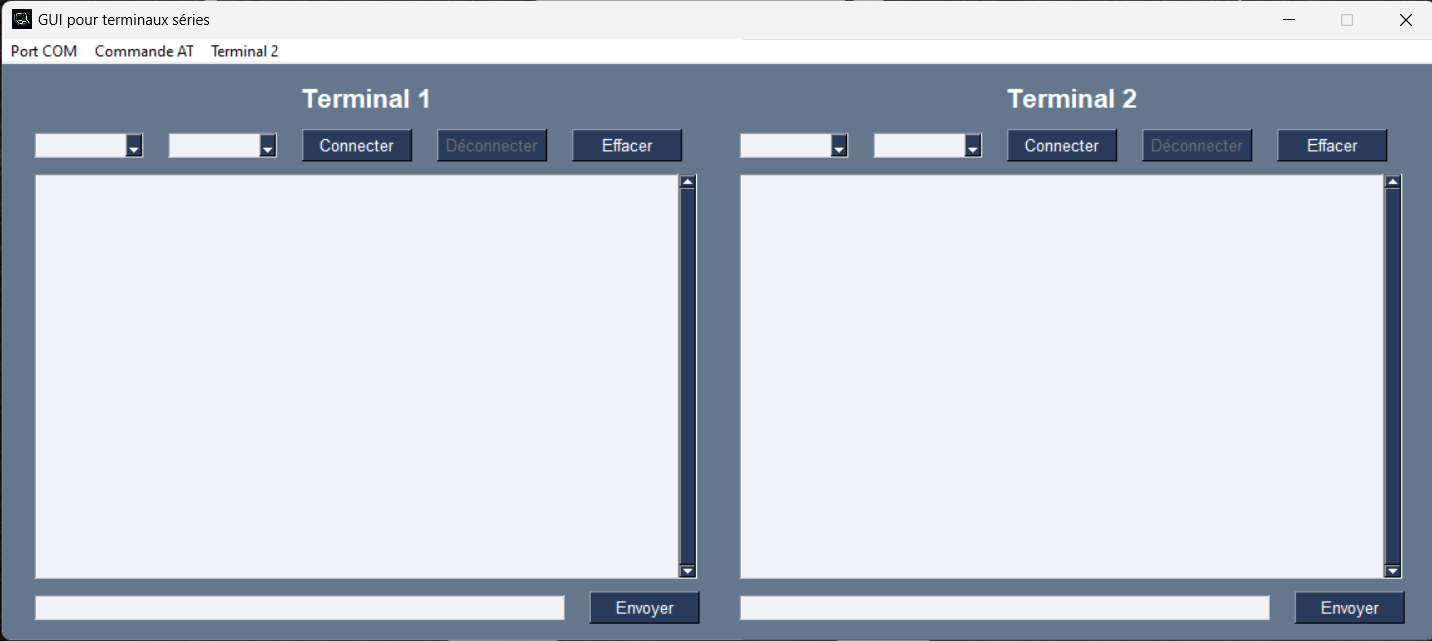 GUI pour terminaux séries
Port COM Commande AT Terminal 2
Terminal 1
Connecter Déconnecter Effacer
Envoyer
Terminal 2
Connecter Déconnecter Effacer
Envoyer